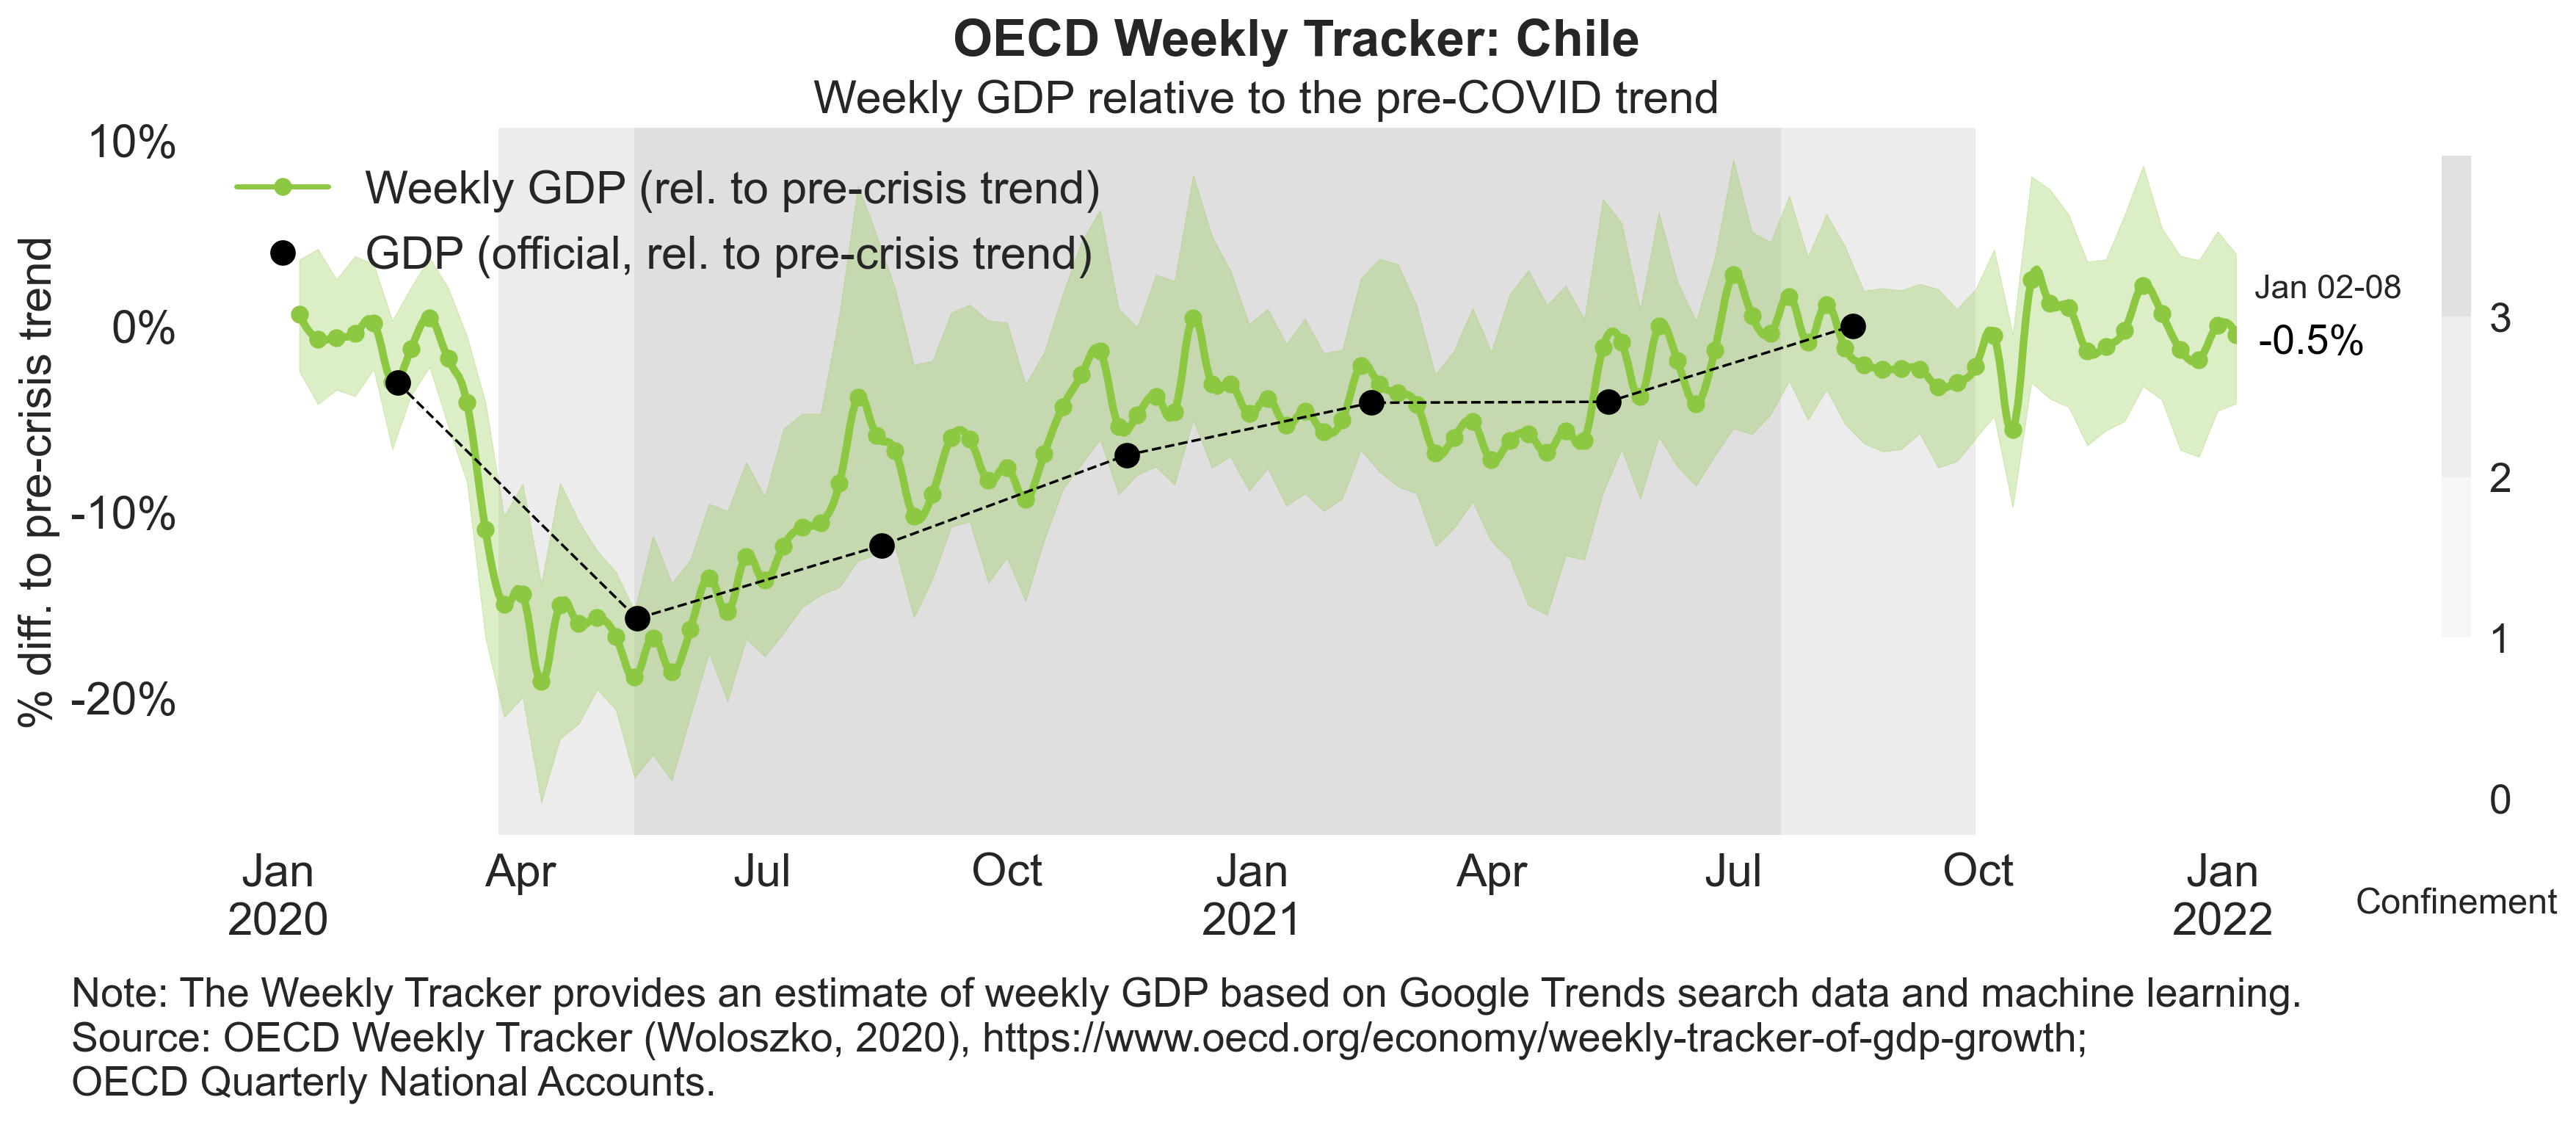 OECD Weekly Tracker: Chile
Weekly GDP relative to the pre-COVID trend
% diff. to pre-crisis trend
10%
0%
-10%
-20%
Weekly GDP (rel. to pre-crisis trend)
GDP (official, rel. to pre-crisis trend)
Jan 02-08
-0.5%
3
2
1
0
Confinement
Jan Apr Jul Oct Jan Apr Jul Oct Jan
2020 2021 2022
Note: The Weekly Tracker provides an estimate of weekly GDP based on Google Trends search data and machine learning.
Source: OECD Weekly Tracker (Woloszko, 2020), https://www.oecd.org/economy/weekly-tracker-of-gdp-growth;
OECD Quarterly National Accounts.